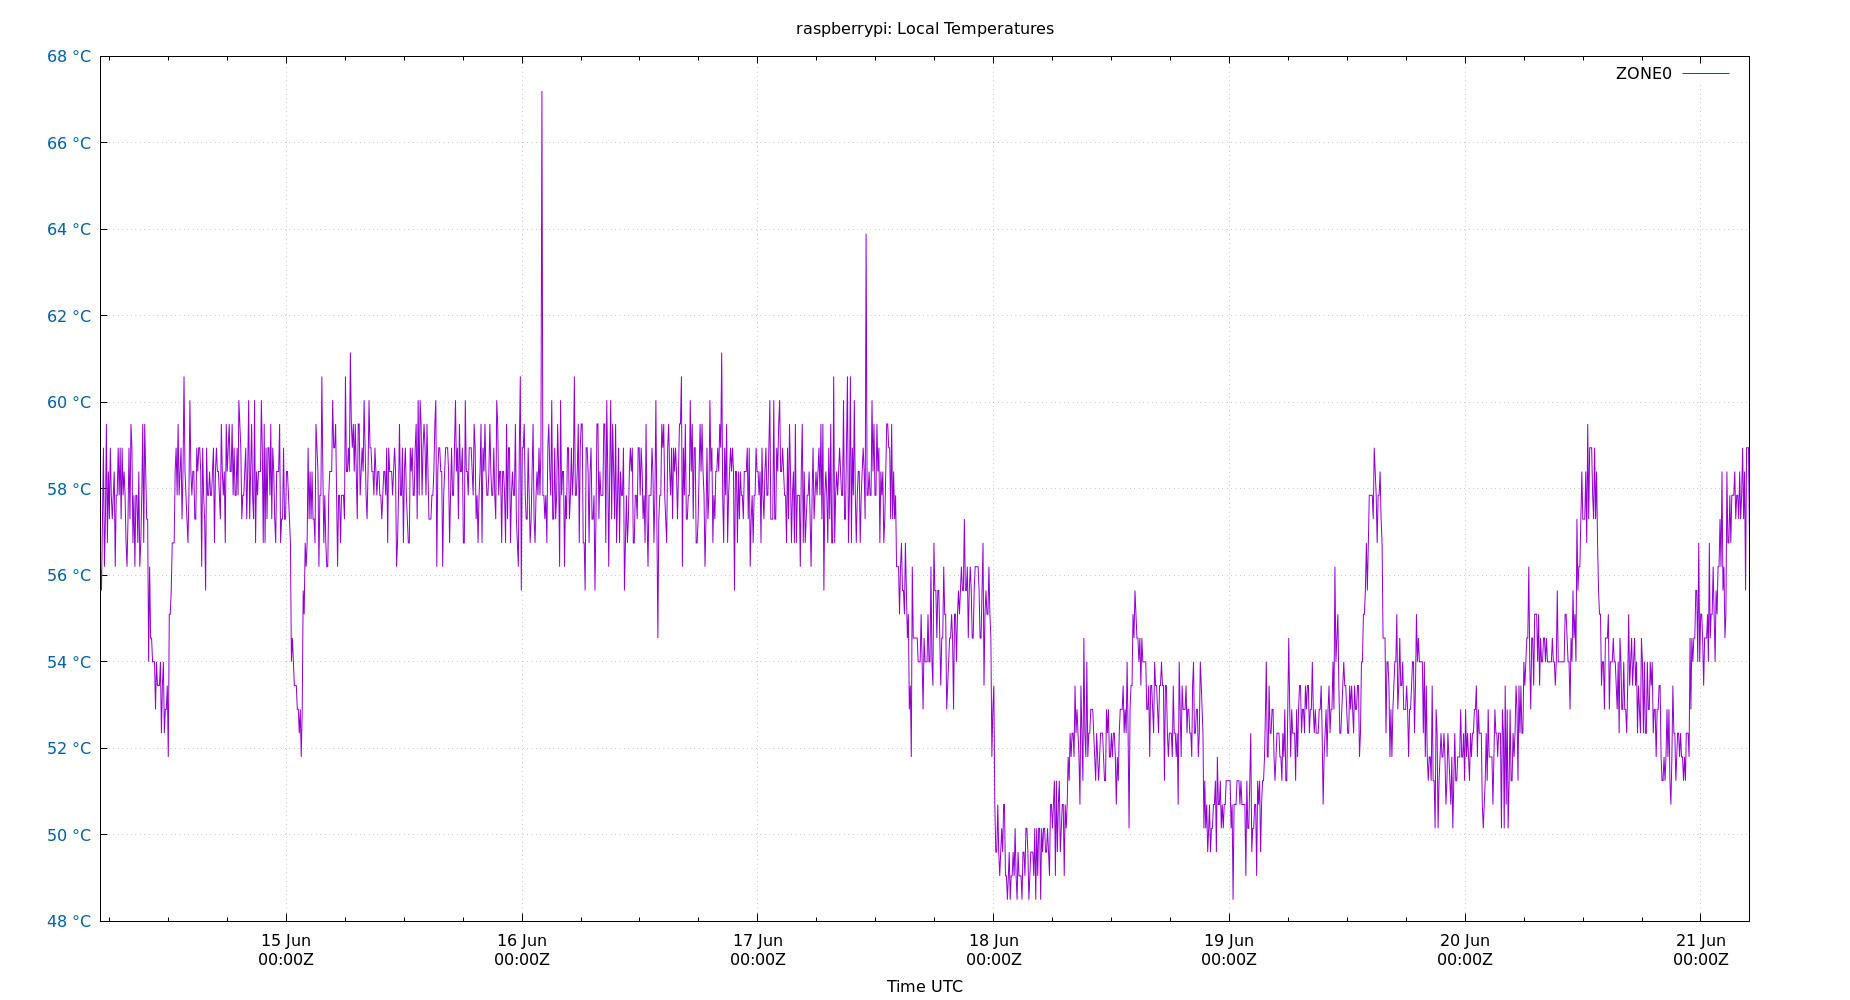 raspberrypi: Local Temperatures
ZONE0
68 °C
66 °C
64 °C
62 °C
60 °C
58 °C
56 °C
54 °C
52 °C
50 °C
48 °C
15 Jun 16 Jun 17 Jun 18 Jun 19 Jun 20 Jun 21 Jun
00:00Z 00:00Z 00:00Z 00:00Z 00:00Z 00:00Z 00:00Z
Time UTC